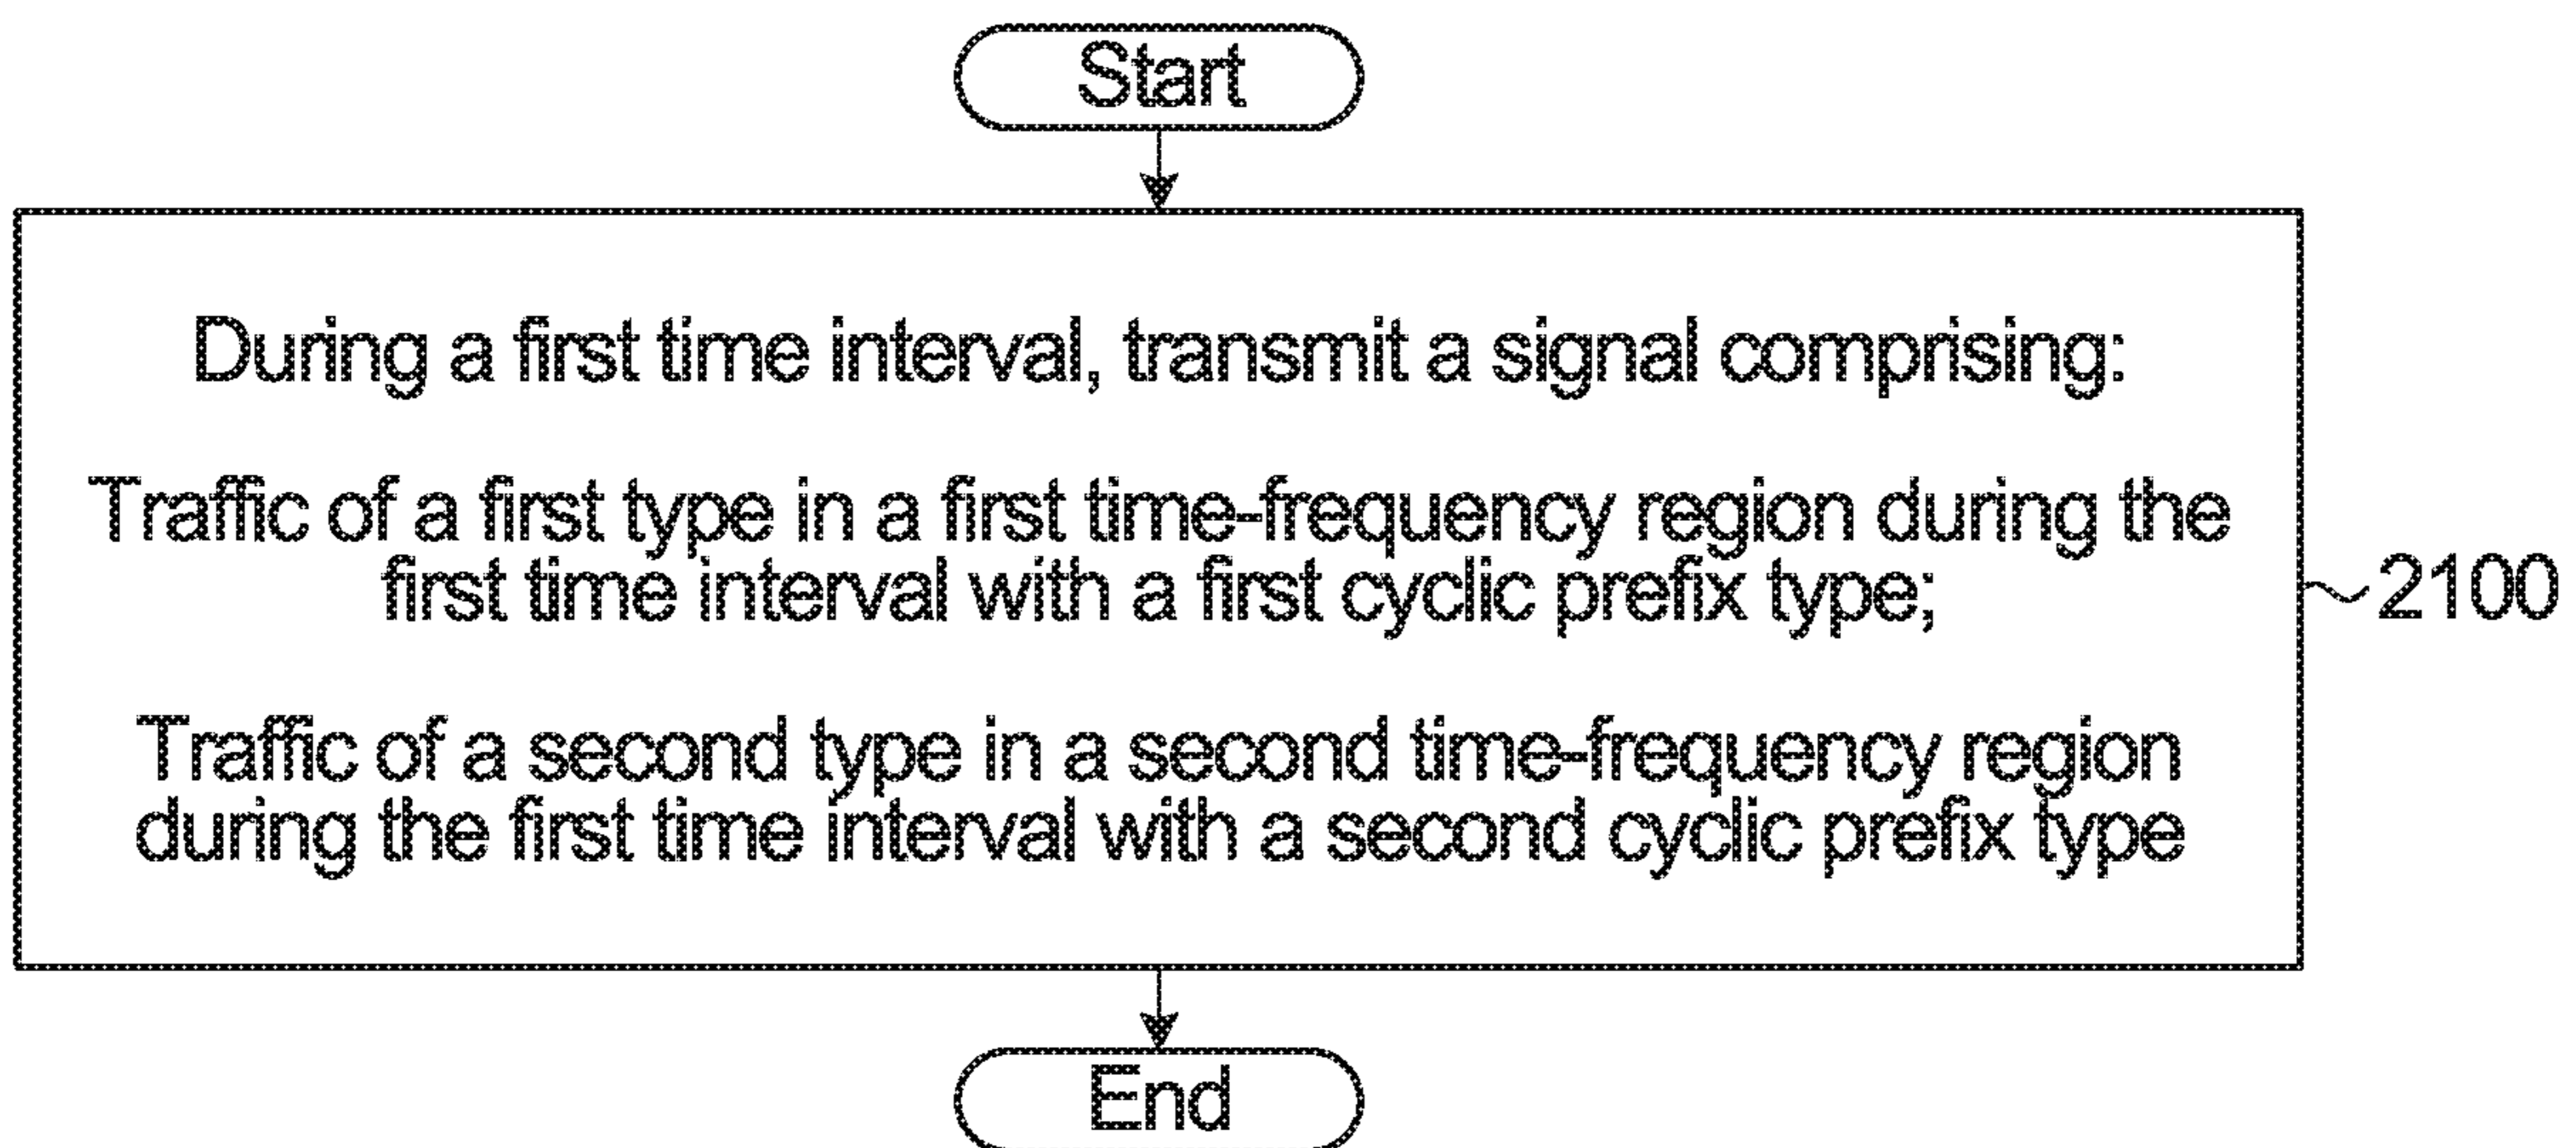 Start
During a first time interval, transmit a signal comprising:
Traffic of a first type in a first time-frequency region during the
first time interval with a first cyclic prefix type;
2100
Traffic of a second type in a second time-frequency region
during the first time interval with a second cyclic prefix type
End